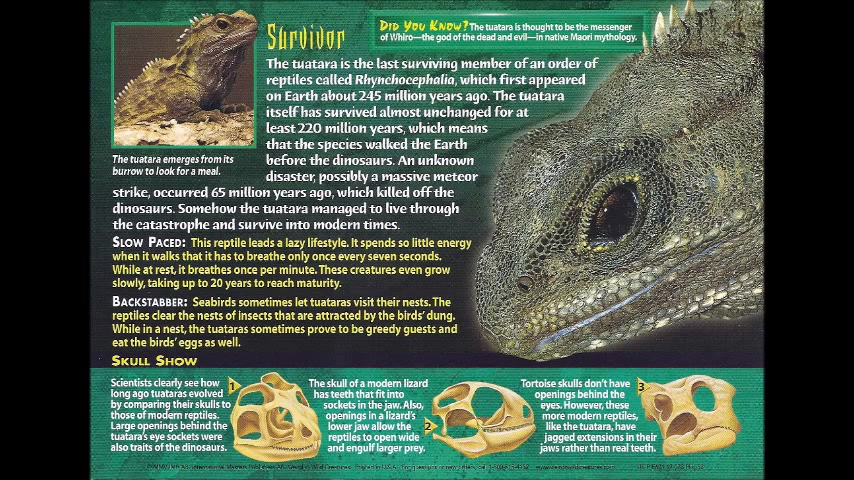 Survivor
DID YOU KNOW? The tuatara is thought to be the messenger
of Whiro—the god of the dead and evil—in native Maori mythology.
The tuatara is the last surviving member of an order of
reptiles called Rhynchocephalia, which first appeared
on Earth about 245 million years ago. The tuatara
itself has survived almost unchanged for at
least 220 million years, which means
that the species walked the Earth
before the dinosaurs. An unknown
disaster, possibly a massive meteor
strike, occurred 65 million years ago, which killed off the
dinosaurs. Somehow the tuatara managed to live through
the catastrophe and survive into modern times.
The tuatara emerges from its
burrow to look for a meal.
SLOW PACED: This reptile leads a lazy lifestyle. It spends so little energy
when it walks that it has to breathe only once every seven seconds.
While at rest, it breathes once per minute. These creatures even grow
slowly, taking up to 20 years to reach maturity.
BACKSTABBER: Seabirds sometimes let tuataras visit their nests. The
reptiles clear the nests of insects that are attracted by the birds' dung.
While in a nest, the tuataras sometimes prove to be greedy guests and
eat the birds' eggs as well.
SKULL SHOW
Scientists clearly see how
long ago tuataras evolved
by comparing their skulls to
those of modern reptiles.
Large openings behind the
tuatara's eye sockets were
also traits of the dinosaurs.
1
The skull of a modern lizard
has teeth that fit into
sockets in the jaw. Also,
openings in a lizard's
lower jaw allow the
reptiles to open wide
and engulf larger prey.
2
Tortoise skulls don't have
openings behind the
eyes. However, these
more modern reptiles,
like the tuatara, have
jagged extensions in their
jaws rather than real teeth.
3